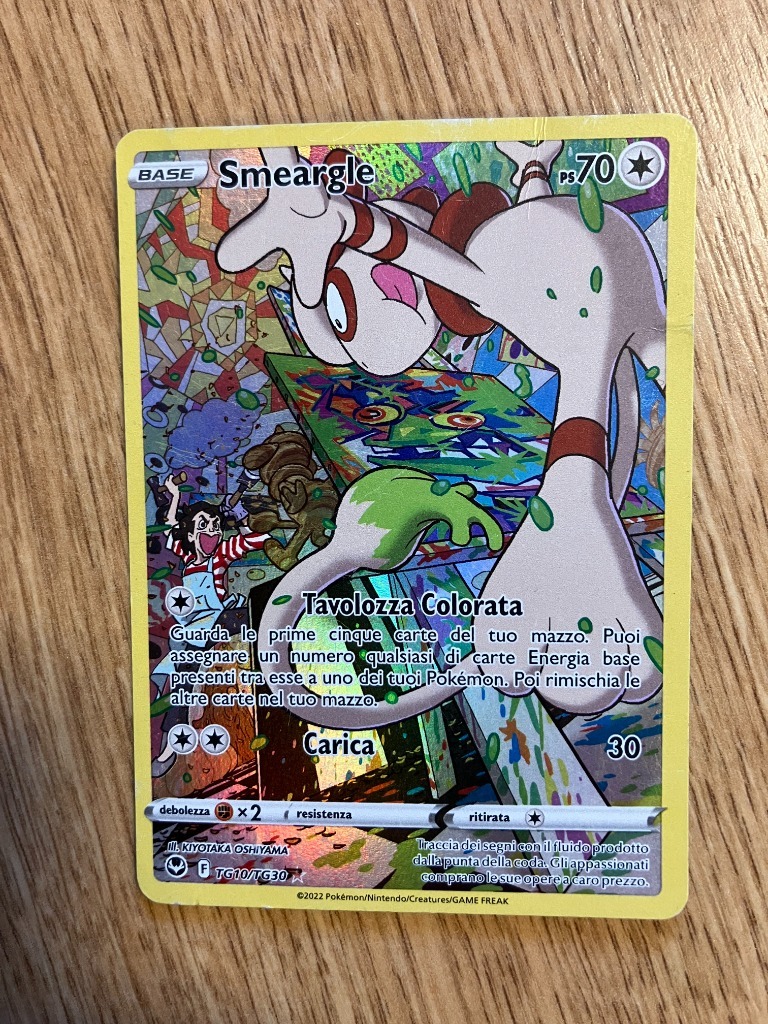 BASE Smeargle PS70
Tavolozza Colorata
Guarda le prime cinque carte del tuo mazzo. Puoi
assegnare un numero qualsiasi di carte Energia base
presenti tra esse a uno dei tuoi Pokémon. Poi rimischia le
altre carte nel tuo mazzo.
Carica 30
debolezza ×2 resistenza ritirata
Ill. KIYOTAKA OSHIYAMA
F TG10/TG30
Traccia dei segni con il fluido prodotto
dalla punta della coda. Gli appassionati
comprano le sue opere a caro prezzo.
©2022 Pokémon/Nintendo/Creatures/GAME FREAK